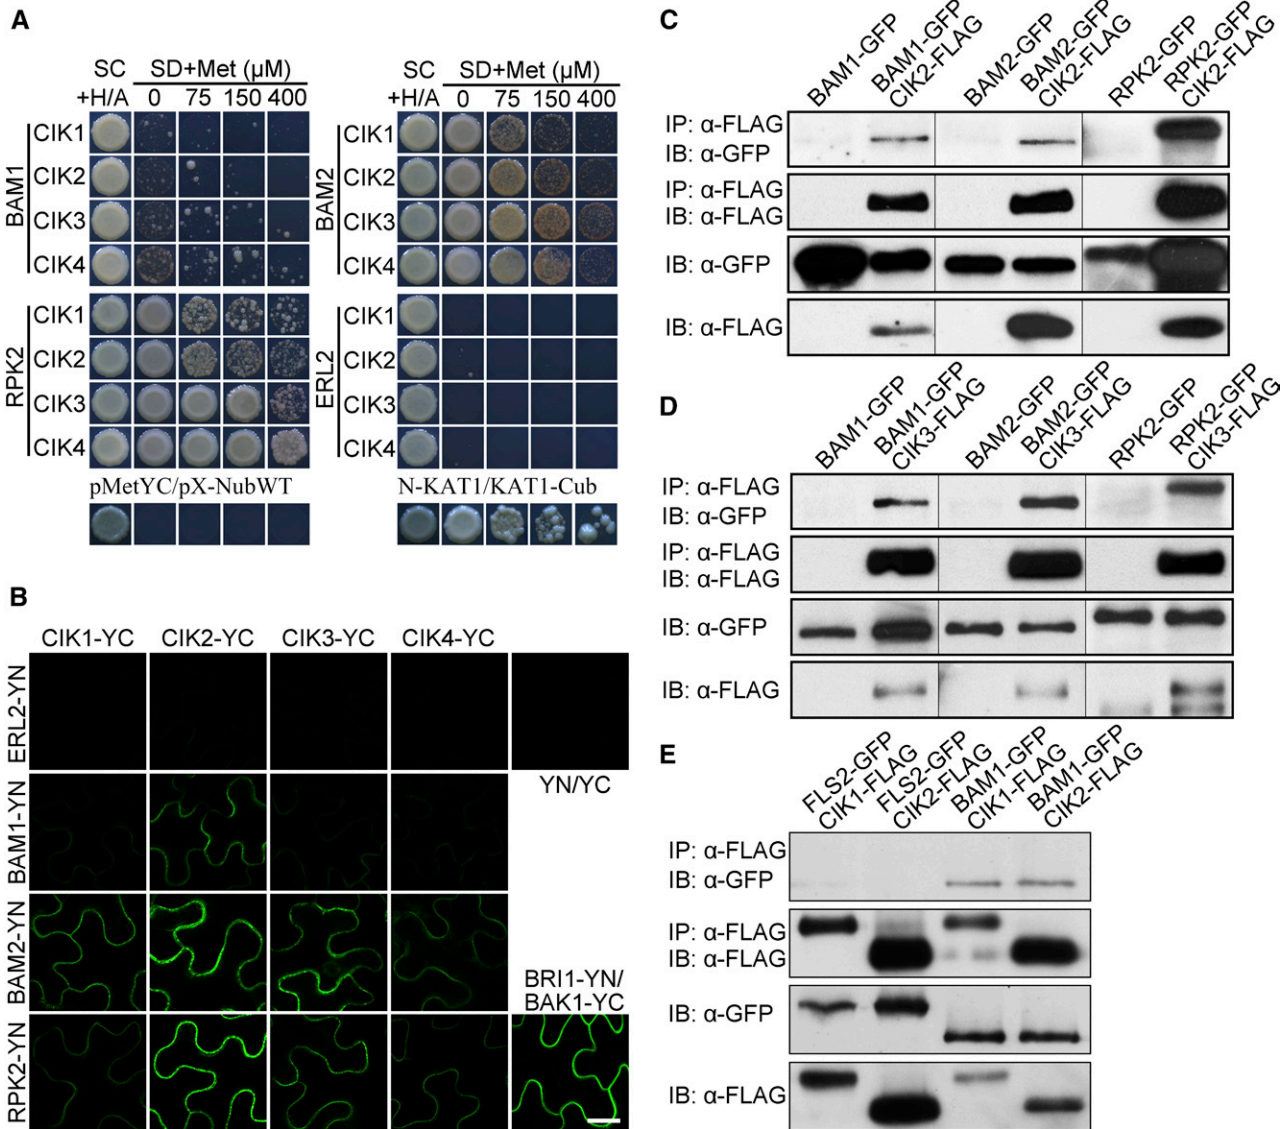 A
SC SD+Met (µM)
+H/A 0 75 150 400
BAM1
CIK1
CIK2
CIK3
CIK4
RPK2
CIK1
CIK2
CIK3
CIK4
pMetYC/pX-NubWT
SC SD+Met (µM)
+H/A 0 75 150 400
BAM2
CIK1
CIK2
CIK3
CIK4
ERL2
CIK1
CIK2
CIK3
CIK4
N-KAT1/KAT1-Cub
B
CIK1-YC CIK2-YC CIK3-YC CIK4-YC
ERL2-YN
YN/YC
BAM1-YN
BAM2-YN
BRI1-YN/
BAK1-YC
RPK2-YN
C
BAM1-GFP
BAM1-GFP
CIK2-FLAG
BAM2-GFP
BAM2-GFP
CIK2-FLAG
RPK2-GFP
RPK2-GFP
CIK2-FLAG
IP: α-FLAG
IB: α-GFP
IP: α-FLAG
IB: α-FLAG
IB: α-GFP
IB: α-FLAG
D
BAM1-GFP
BAM1-GFP
CIK3-FLAG
BAM2-GFP
BAM2-GFP
CIK3-FLAG
RPK2-GFP
RPK2-GFP
CIK3-FLAG
IP: α-FLAG
IB: α-GFP
IP: α-FLAG
IB: α-FLAG
IB: α-GFP
IB: α-FLAG
E
FLS2-GFP
CIK1-FLAG
FLS2-GFP
CIK2-FLAG
BAM1-GFP
CIK1-FLAG
BAM1-GFP
CIK2-FLAG
IP: α-FLAG
IB: α-GFP
IP: α-FLAG
IB: α-FLAG
IB: α-GFP
IB: α-FLAG